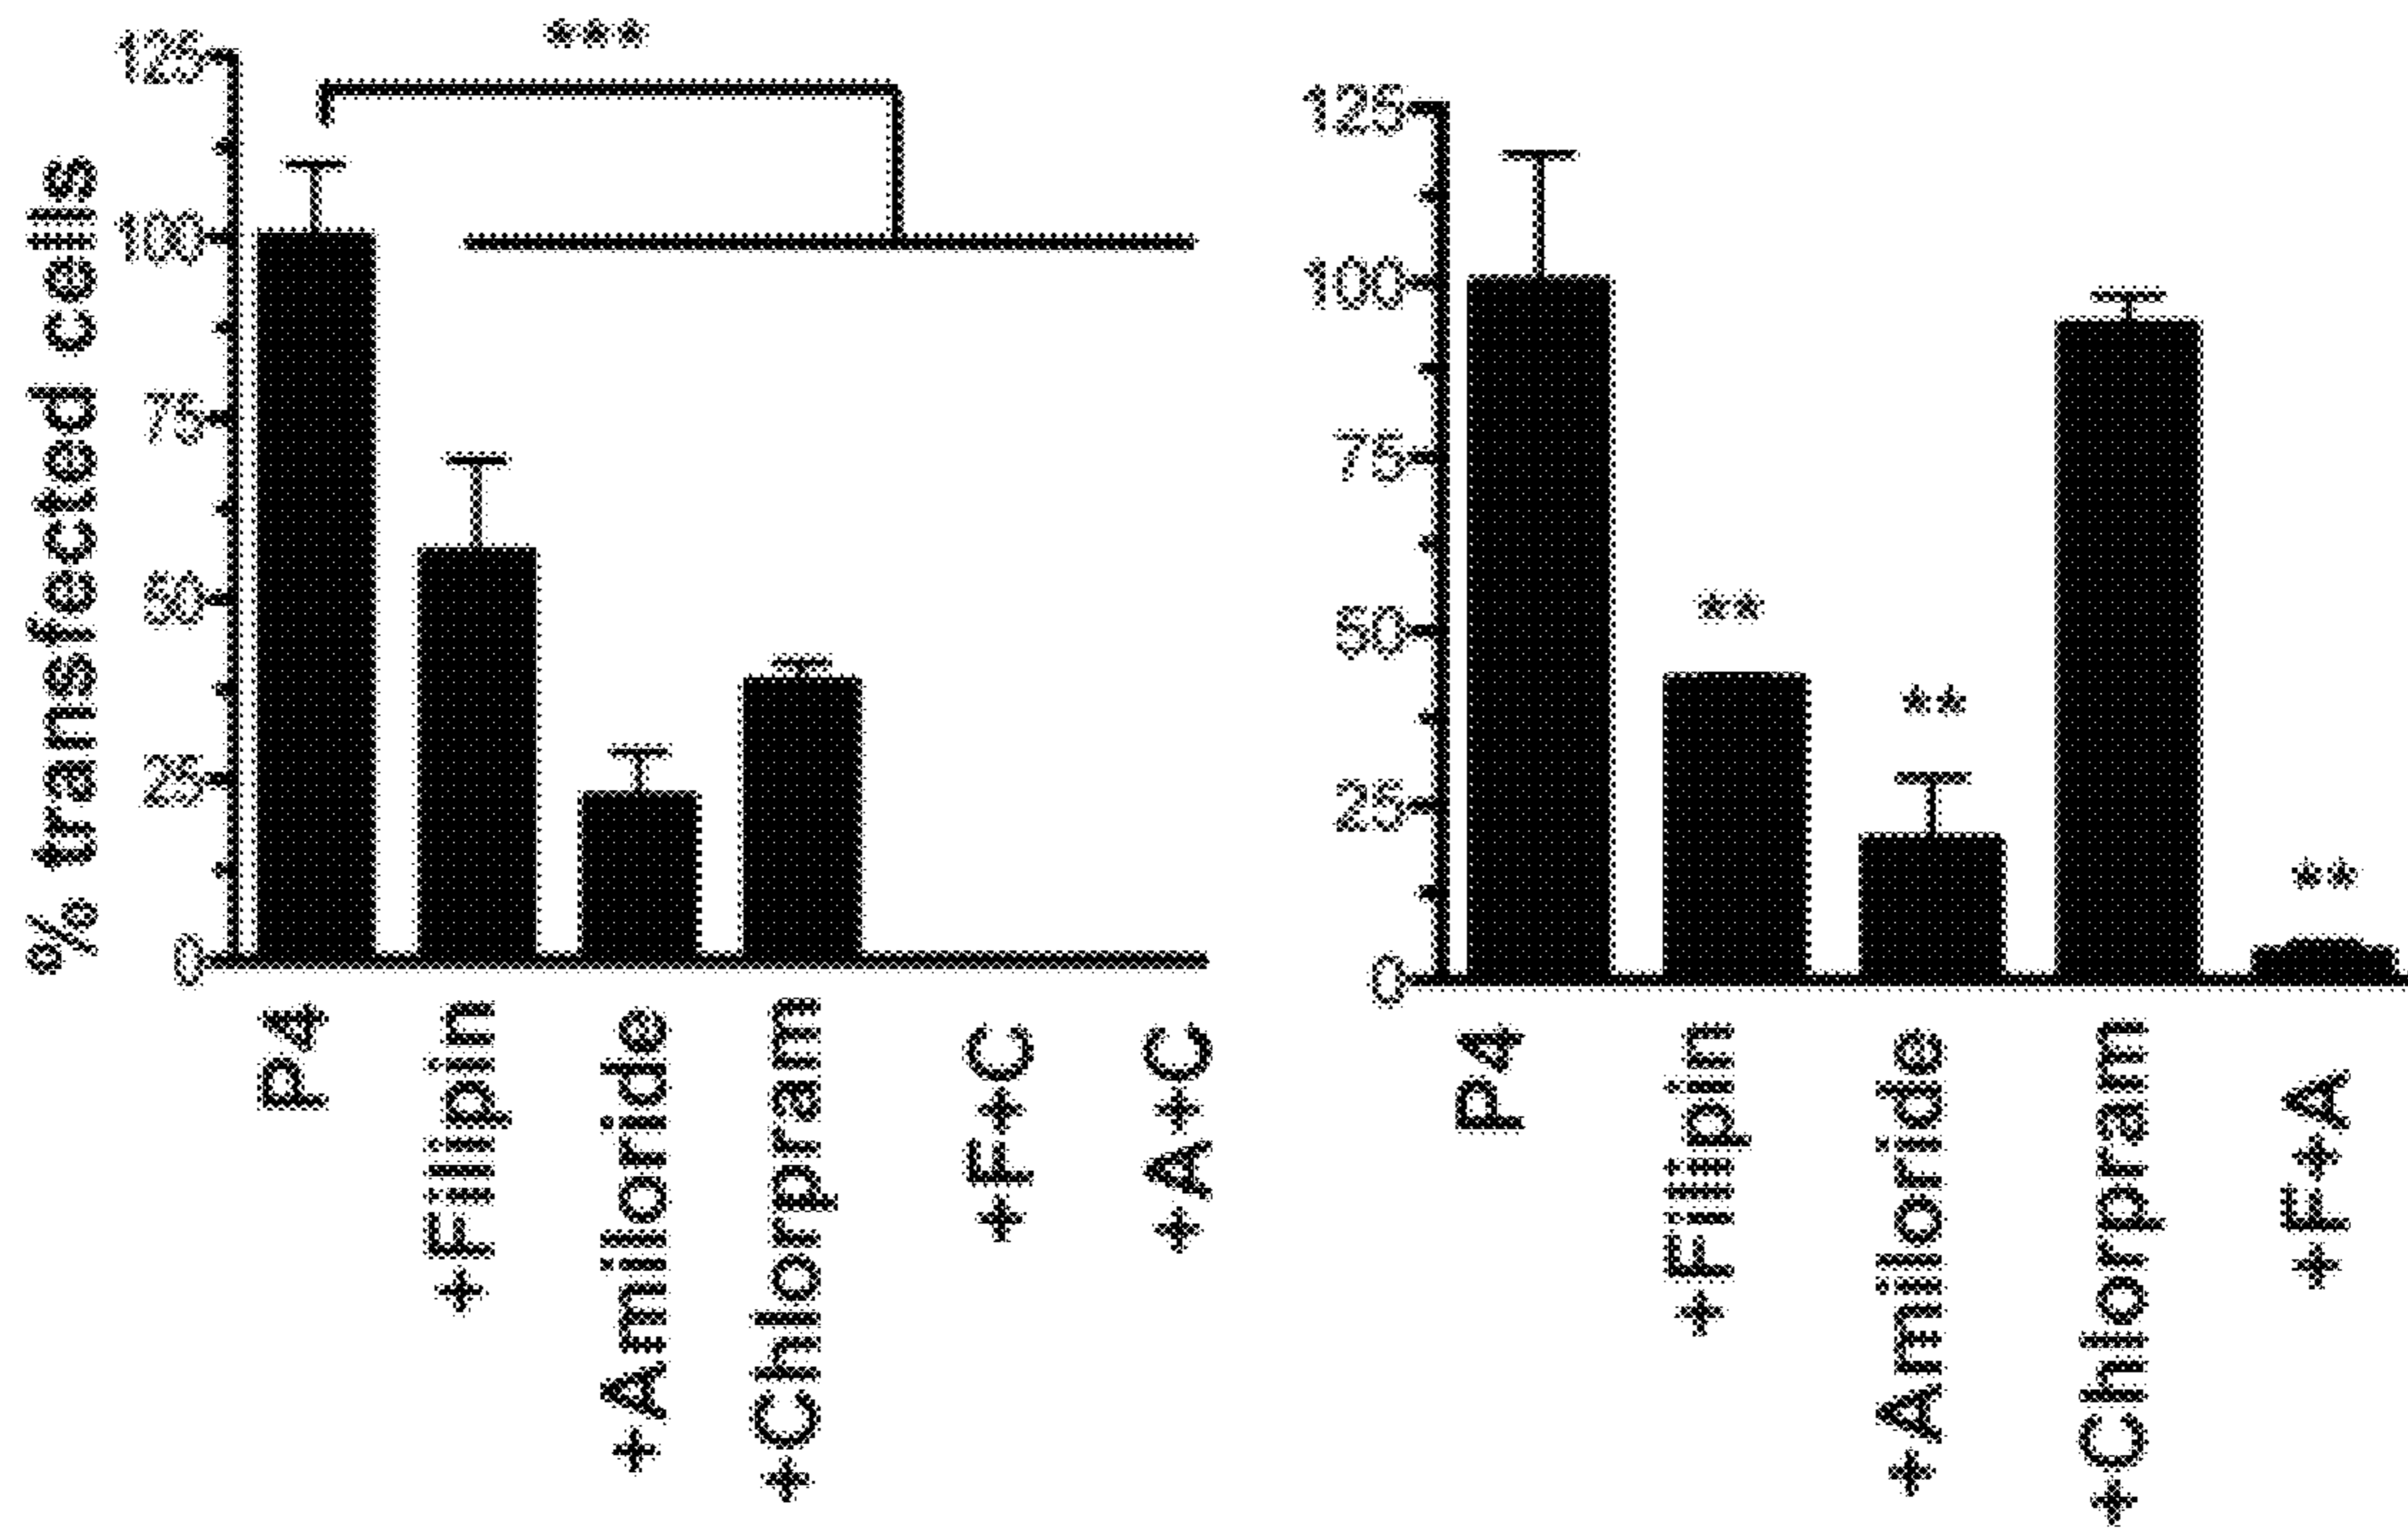 % transfected cells
***
125
100
75
50
25
0
P4
+Filipin
+Amiloride
+Chlorpram
+F+C
+A+C
125
100
75
50
25
0
**
**
**
P4
+Filipin
+Amiloride
+Chlorpram
+F+A